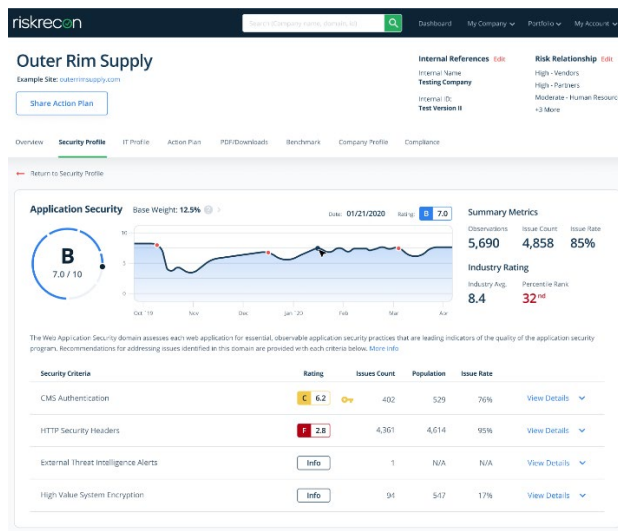 riskrecon
Search (Company name, domain, ID)
Dashboard My Company Portfolio My Account
Outer Rim Supply
Example Site: outerrimsupply.com
Share Action Plan
Internal References Edit
Internal Name
Testing Company
Internal ID:
Test Version II
Risk Relationship Edit
High - Vendors
High - Partners
Moderate - Human Resourc
+3 More
Overview Security Profile IT Profile Action Plan PDF/Downloads Benchmark Company Profile Compliance
Return to Security Profile
Application Security Base Weight: 12.5%
Date: 01/21/2020 Rating: B 7.0
B
7.0 / 10
10
5
0
Oct '19 Nov Dec Jan '20 Feb Mar Apr
Summary Metrics
Observations Issue Count Issue Rate
5,690 4,858 85%
Industry Rating
Industry Avg. Percentile Rank
8.4 32nd
The Web Application Security domain assesses each web application for essential, observable application security practices that are leading indicators of the quality of the application security
program. Recommendations for addressing issues identified in this domain are provided with each criteria below. More info
Security Criteria Rating Issues Count Population Issue Rate
CMS Authentication C 6.2 402 529 76% View Details
HTTP Security Headers F 2.8 4,361 4,614 95% View Details
External Threat Intelligence Alerts Info 1 N/A N/A View Details
High Value System Encryption Info 94 547 17% View Details